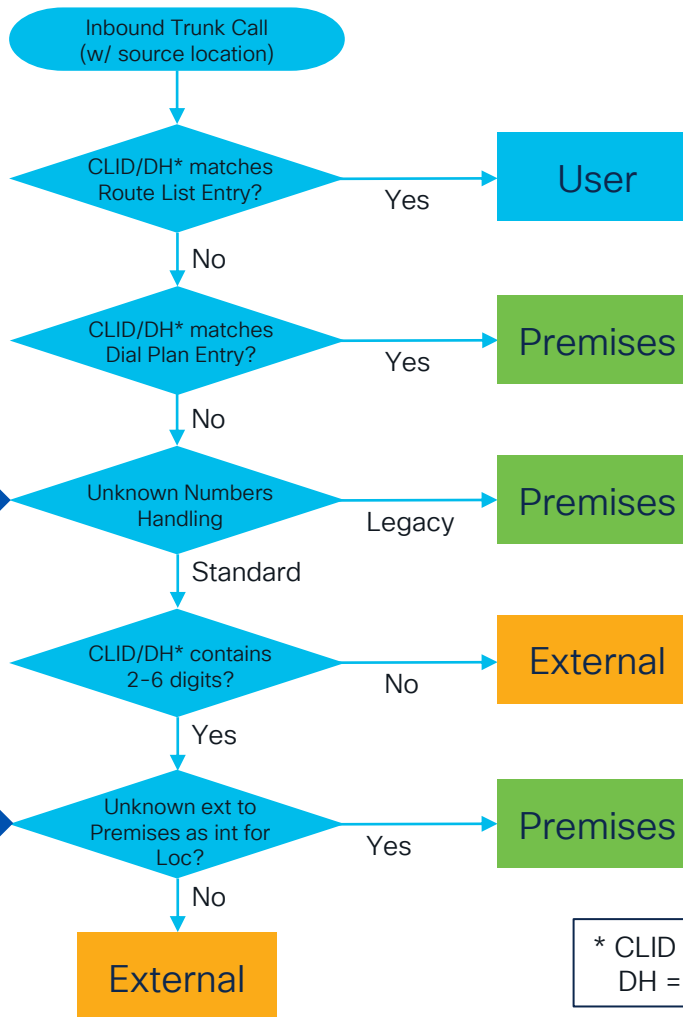 Inbound Trunk Call
(w/ source location)
CLID/DH* matches
Route List Entry?
Yes
User
No
CLID/DH* matches
Dial Plan Entry?
Yes
Premises
No
Unknown Numbers
Handling
Legacy
Premises
Standard
CLID/DH* contains
2-6 digits?
No
External
Yes
Unknown ext to
Premises as int for
Loc?
Yes
Premises
No
External
* CLID
DH =